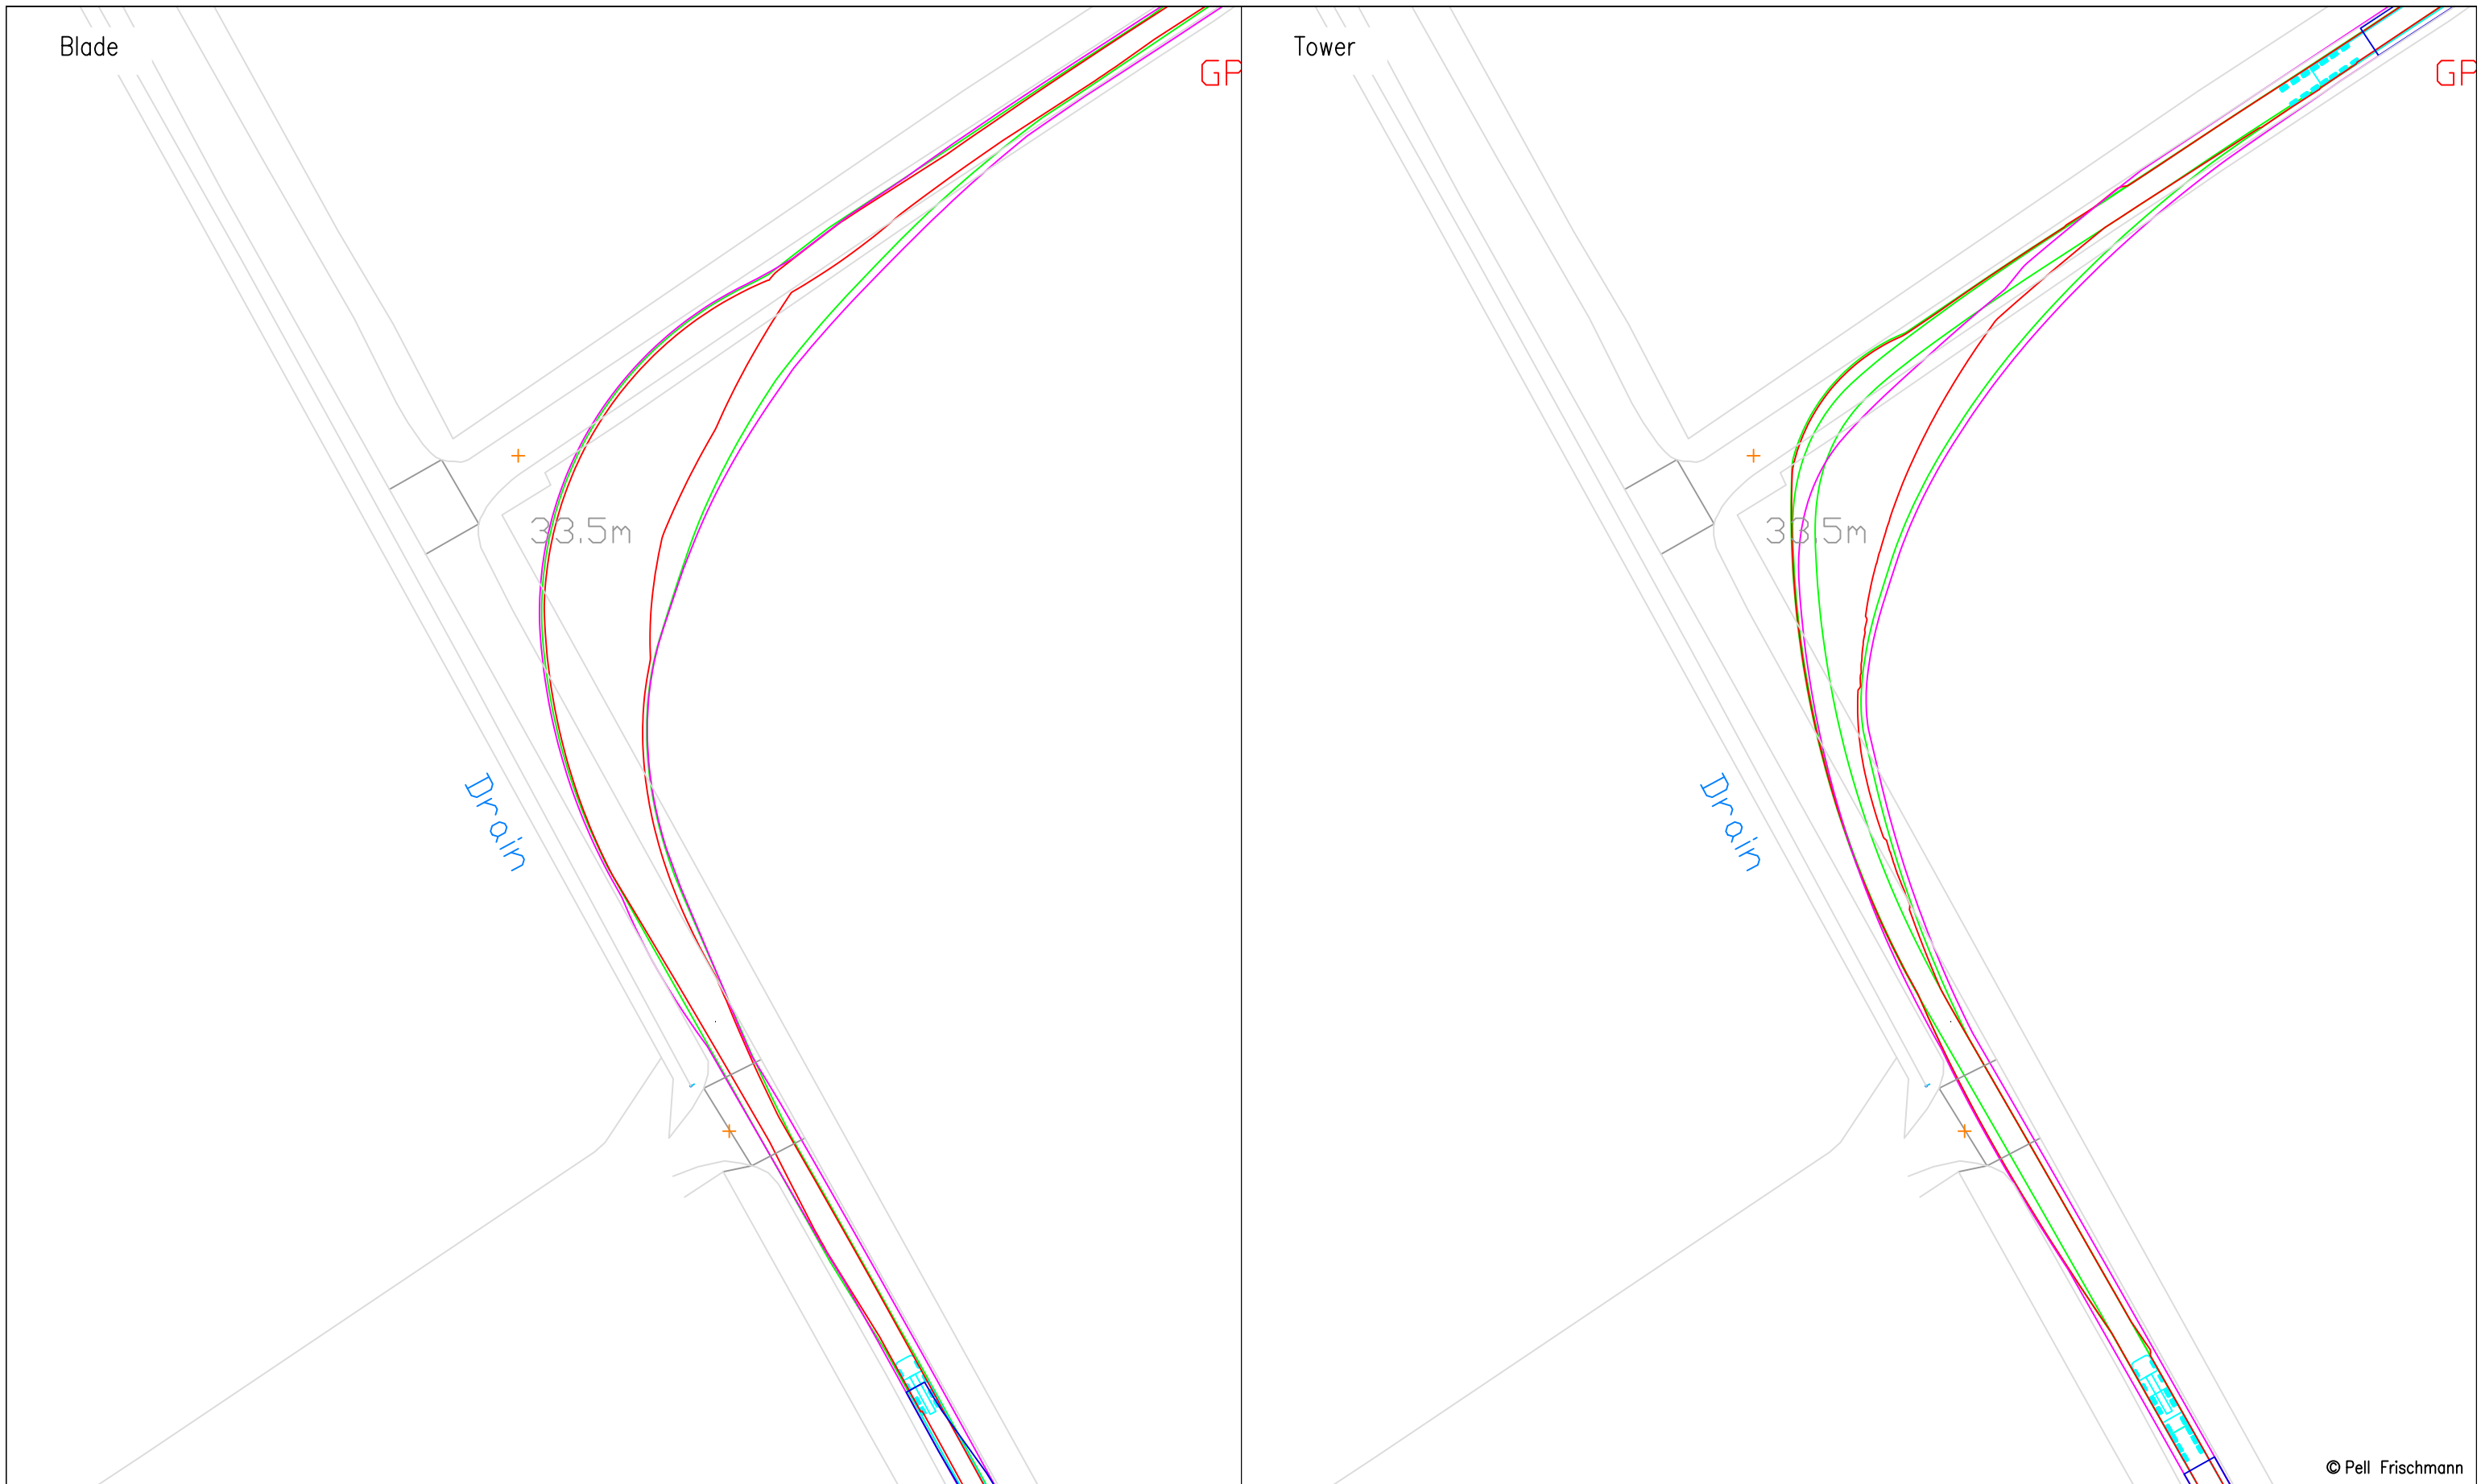 Blade
GP
33.5m
Drain
Tower
GP
33.5m
Drain
© Pell Frischmann